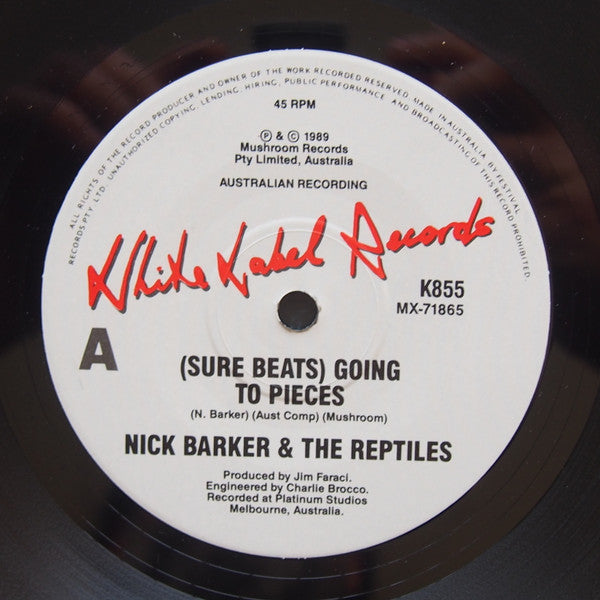 ALL RIGHTS OF THE RECORD PRODUCER AND OWNER OF THE WORK RECORDED RESERVED. MADE IN AUSTRALIA BY FESTIVAL
RECORDS PTY. LTD. UNAUTHORIZED COPYING, LENDING, HIRING, PUBLIC PERFORMANCE AND BROADCASTING OF THIS RECORD PROHIBITED.
45 RPM
Ⓟ & © 1989
Mushroom Records
Pty Limited, Australia
AUSTRALIAN RECORDING
White Label Records
K855
MX-71865
A
(SURE BEATS) GOING
TO PIECES
(N. Barker) (Aust Comp) (Mushroom)
NICK BARKER & THE REPTILES
Produced by Jim Faraci.
Engineered by Charlie Brocco.
Recorded at Platinum Studios
Melbourne, Australia.